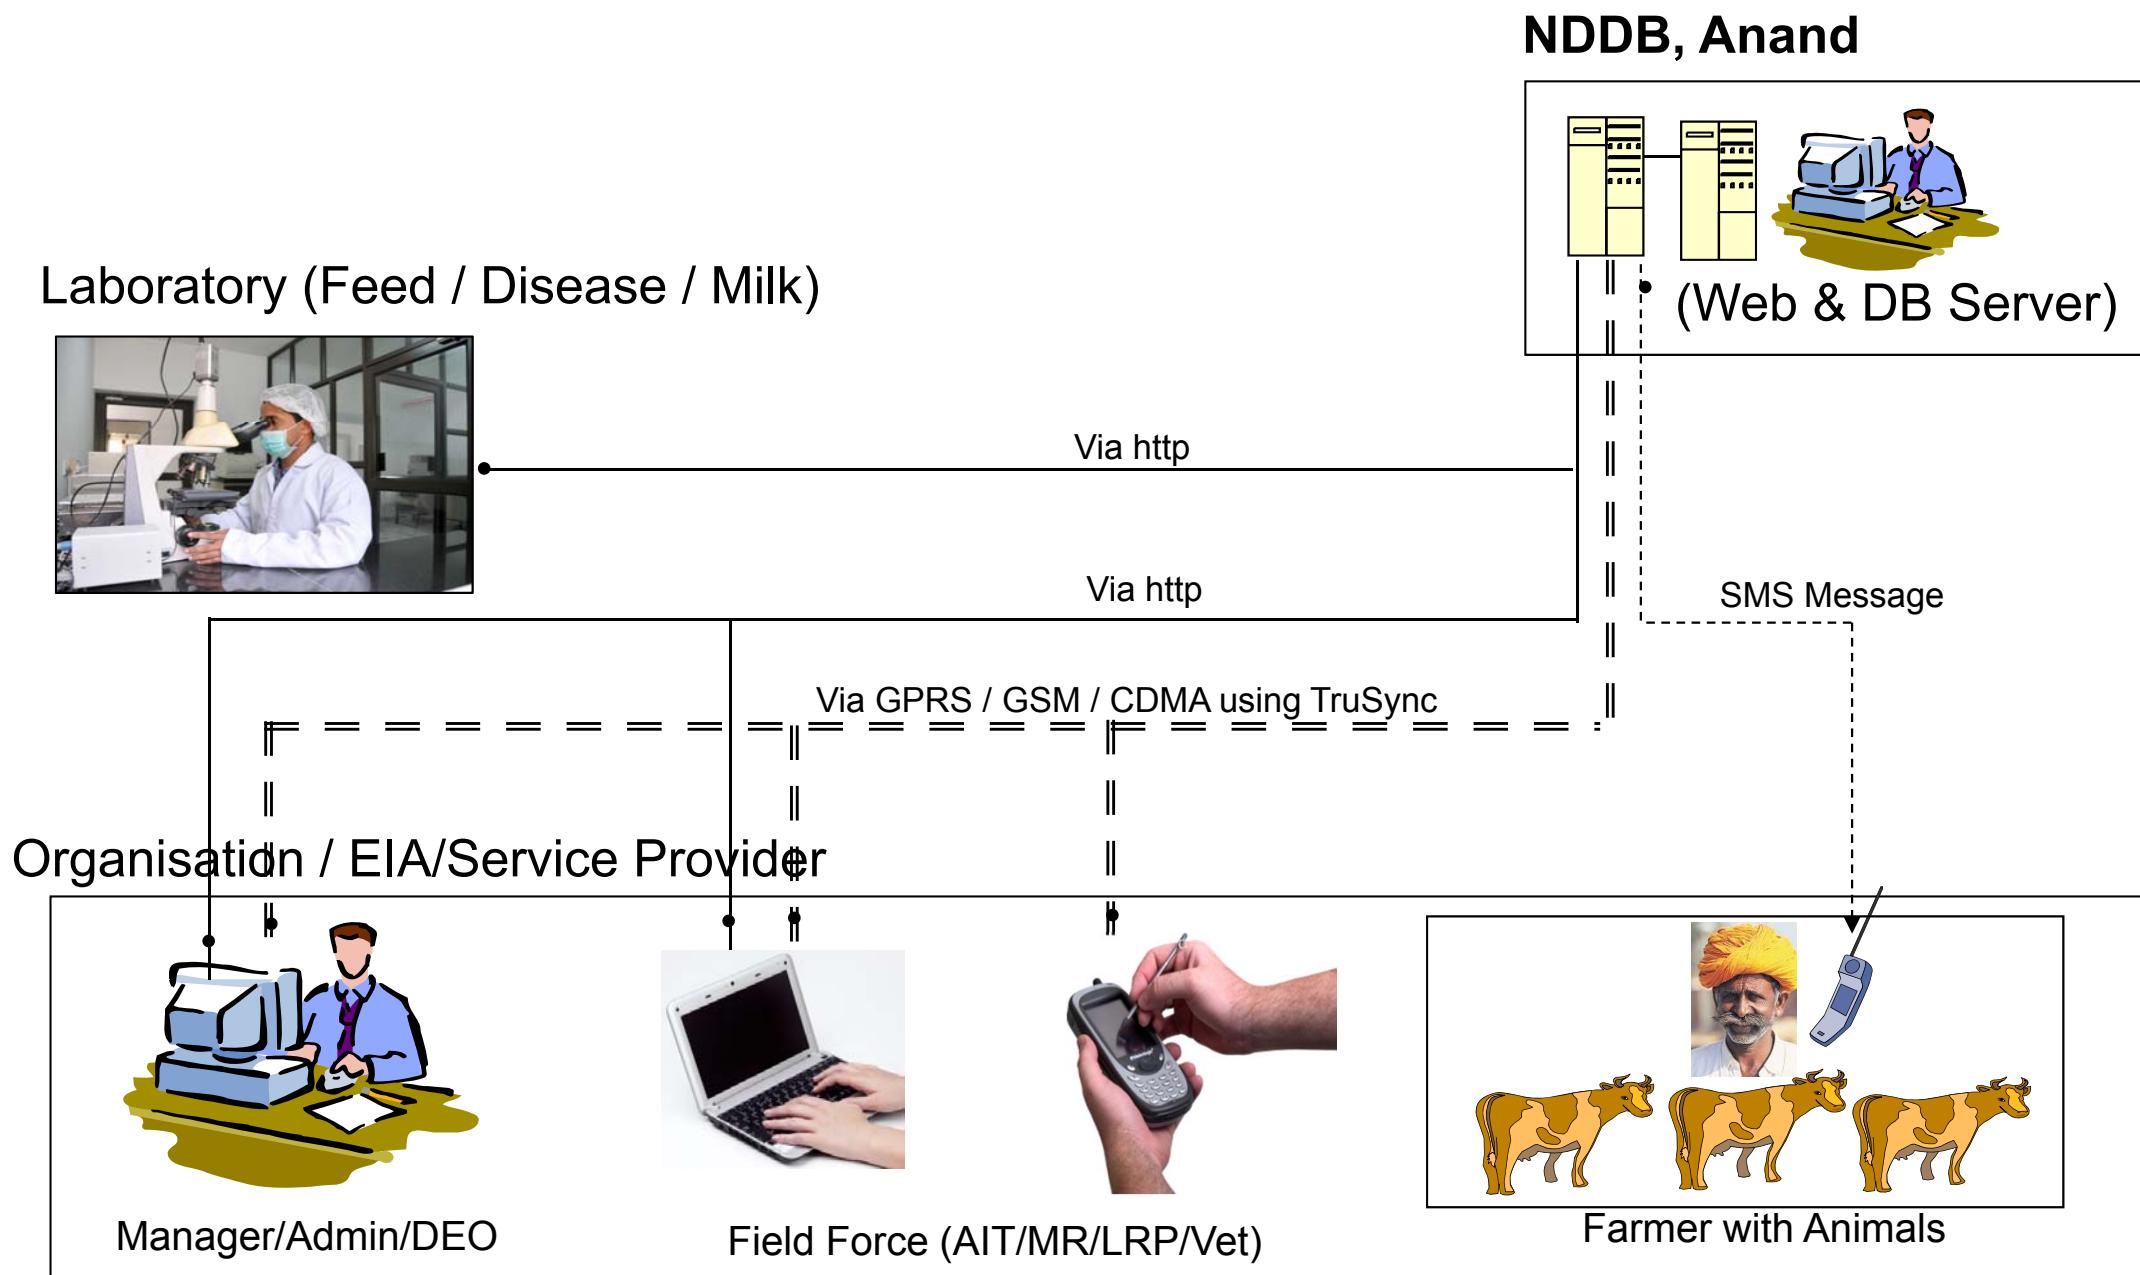 NDDB, Anand
Laboratory (Feed / Disease / Milk)
(Web & DB Server)
Via http
Via http
SMS Message
Via GPRS / GSM / CDMA using TruSync
Organisation / EIA/Service Provider
Manager/Admin/DEO
Field Force (AIT/MR/LRP/Vet)
Farmer with Animals